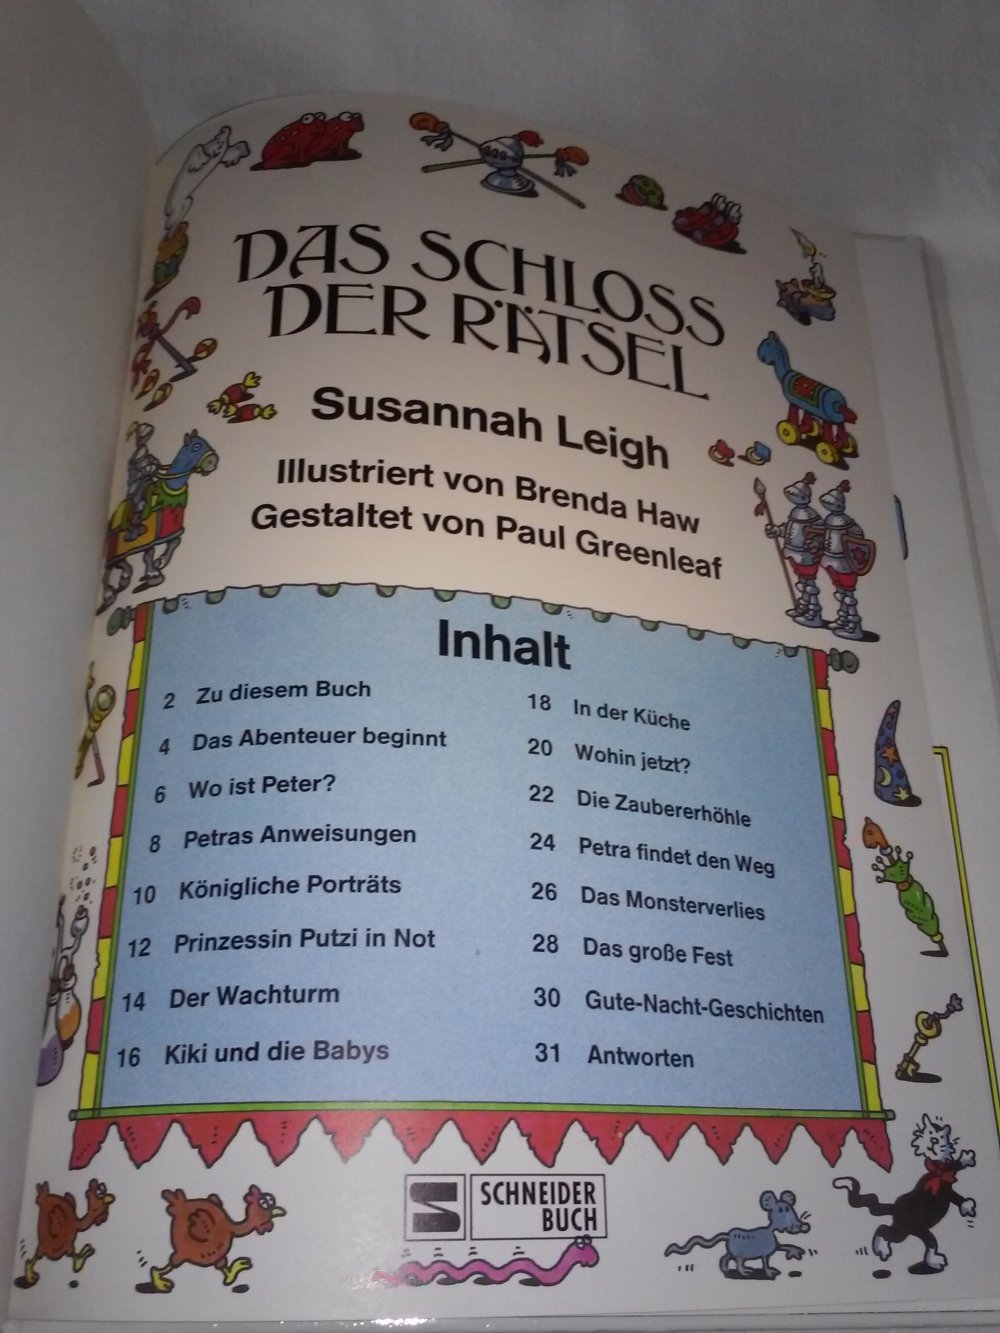 DAS SCHLOSS
DER RÄTSEL
Susannah Leigh
Illustriert von Brenda Haw
Gestaltet von Paul Greenleaf
Inhalt
2 Zu diesem Buch
4 Das Abenteuer beginnt
6 Wo ist Peter?
8 Petras Anweisungen
10 Königliche Porträts
12 Prinzessin Putzi in Not
14 Der Wachturm
16 Kiki und die Babys
18 In der Küche
20 Wohin jetzt?
22 Die Zaubererhöhle
24 Petra findet den Weg
26 Das Monsterverlies
28 Das große Fest
30 Gute-Nacht-Geschichten
31 Antworten
SCHNEIDER
BUCH